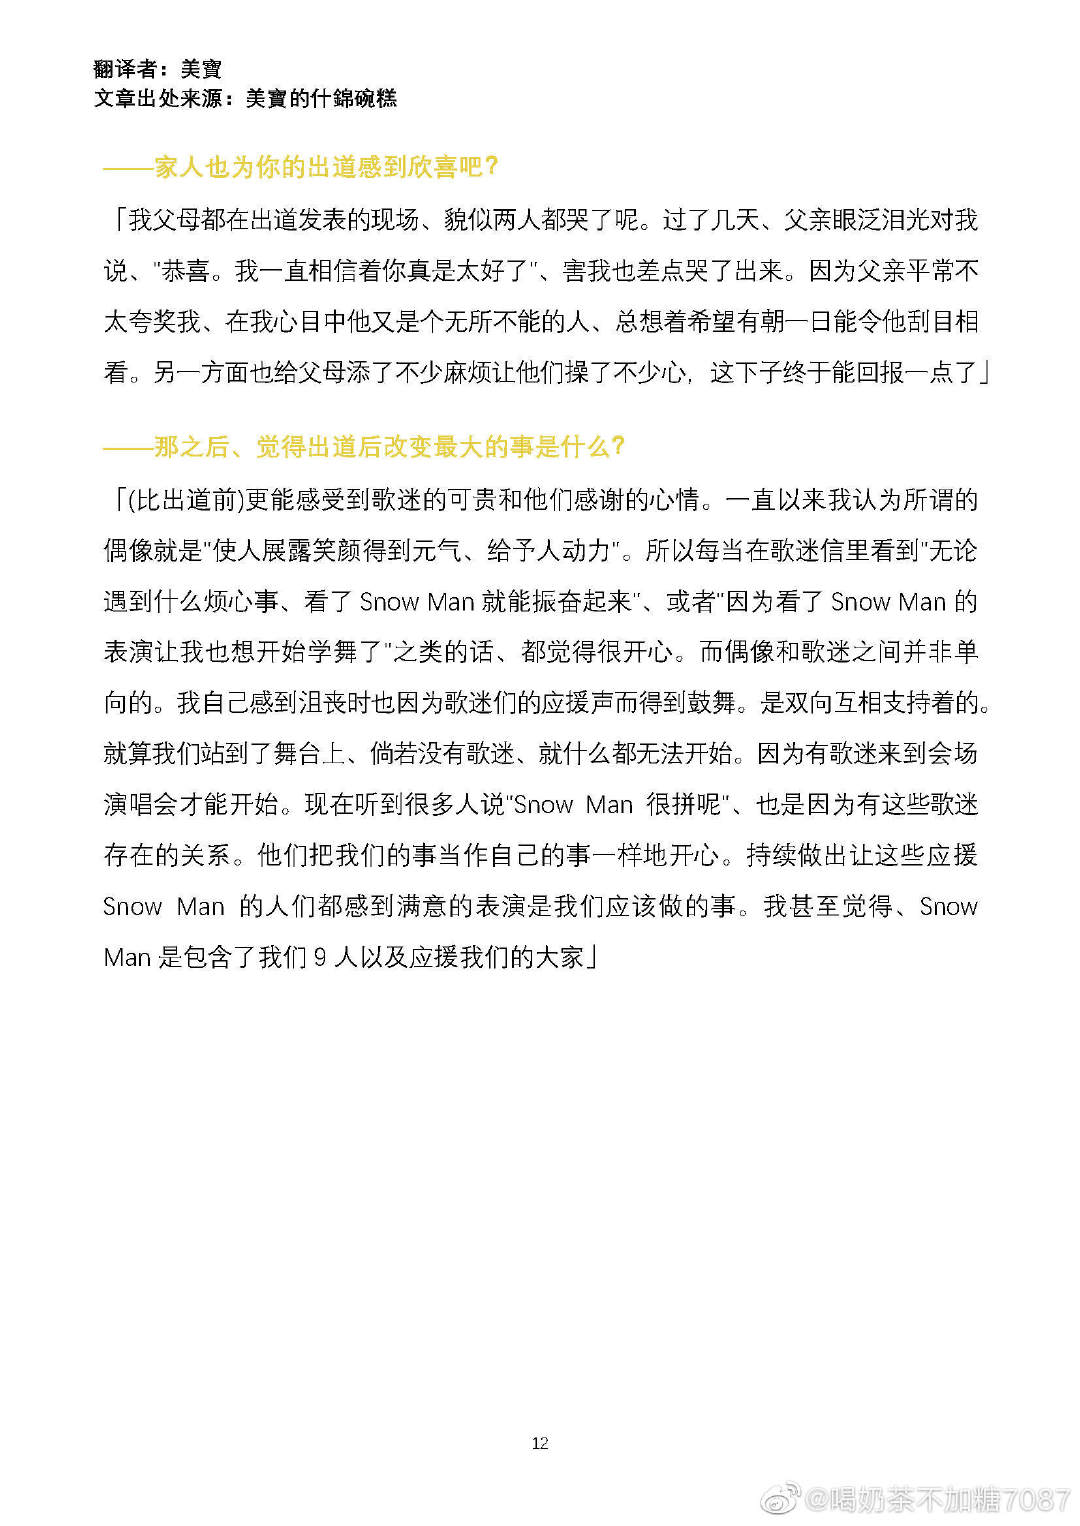 翻译者：美寶
文章出处来源：美寶的什錦碗糕
——家人也为你的出道感到欣喜吧？
「我父母都在出道发表的现场、貌似两人都哭了呢。过了几天、父亲眼泛泪光对我
说、"恭喜。我一直相信着你真是太好了"、害我也差点哭了出来。因为父亲平常不
太夸奖我、在我心目中他又是个无所不能的人、总想着希望有朝一日能令他刮目相
看。另一方面也给父母添了不少麻烦让他们操了不少心，这下子终于能回报一点了」
——那之后、觉得出道后改变最大的事是什么？
「(比出道前)更能感受到歌迷的可贵和他们感谢的心情。一直以来我认为所谓的
偶像就是"使人展露笑颜得到元气、给予人动力"。所以每当在歌迷信里看到"无论
遇到什么烦心事、看了 Snow Man 就能振奋起来"、或者"因为看了 Snow Man 的
表演让我也想开始学舞了"之类的话、都觉得很开心。而偶像和歌迷之间并非单
向的。我自己感到沮丧时也因为歌迷们的应援声而得到鼓舞。是双向互相支持着的。
就算我们站到了舞台上、倘若没有歌迷、就什么都无法开始。因为有歌迷来到会场
演唱会才能开始。现在听到很多人说"Snow Man 很拼呢"、也是因为有这些歌迷
存在的关系。他们把我们的事当作自己的事一样地开心。持续做出让这些应援
Snow Man 的人们都感到满意的表演是我们应该做的事。我甚至觉得、Snow
Man 是包含了我们 9 人以及应援我们的大家」
12
@喝奶茶不加糖7087